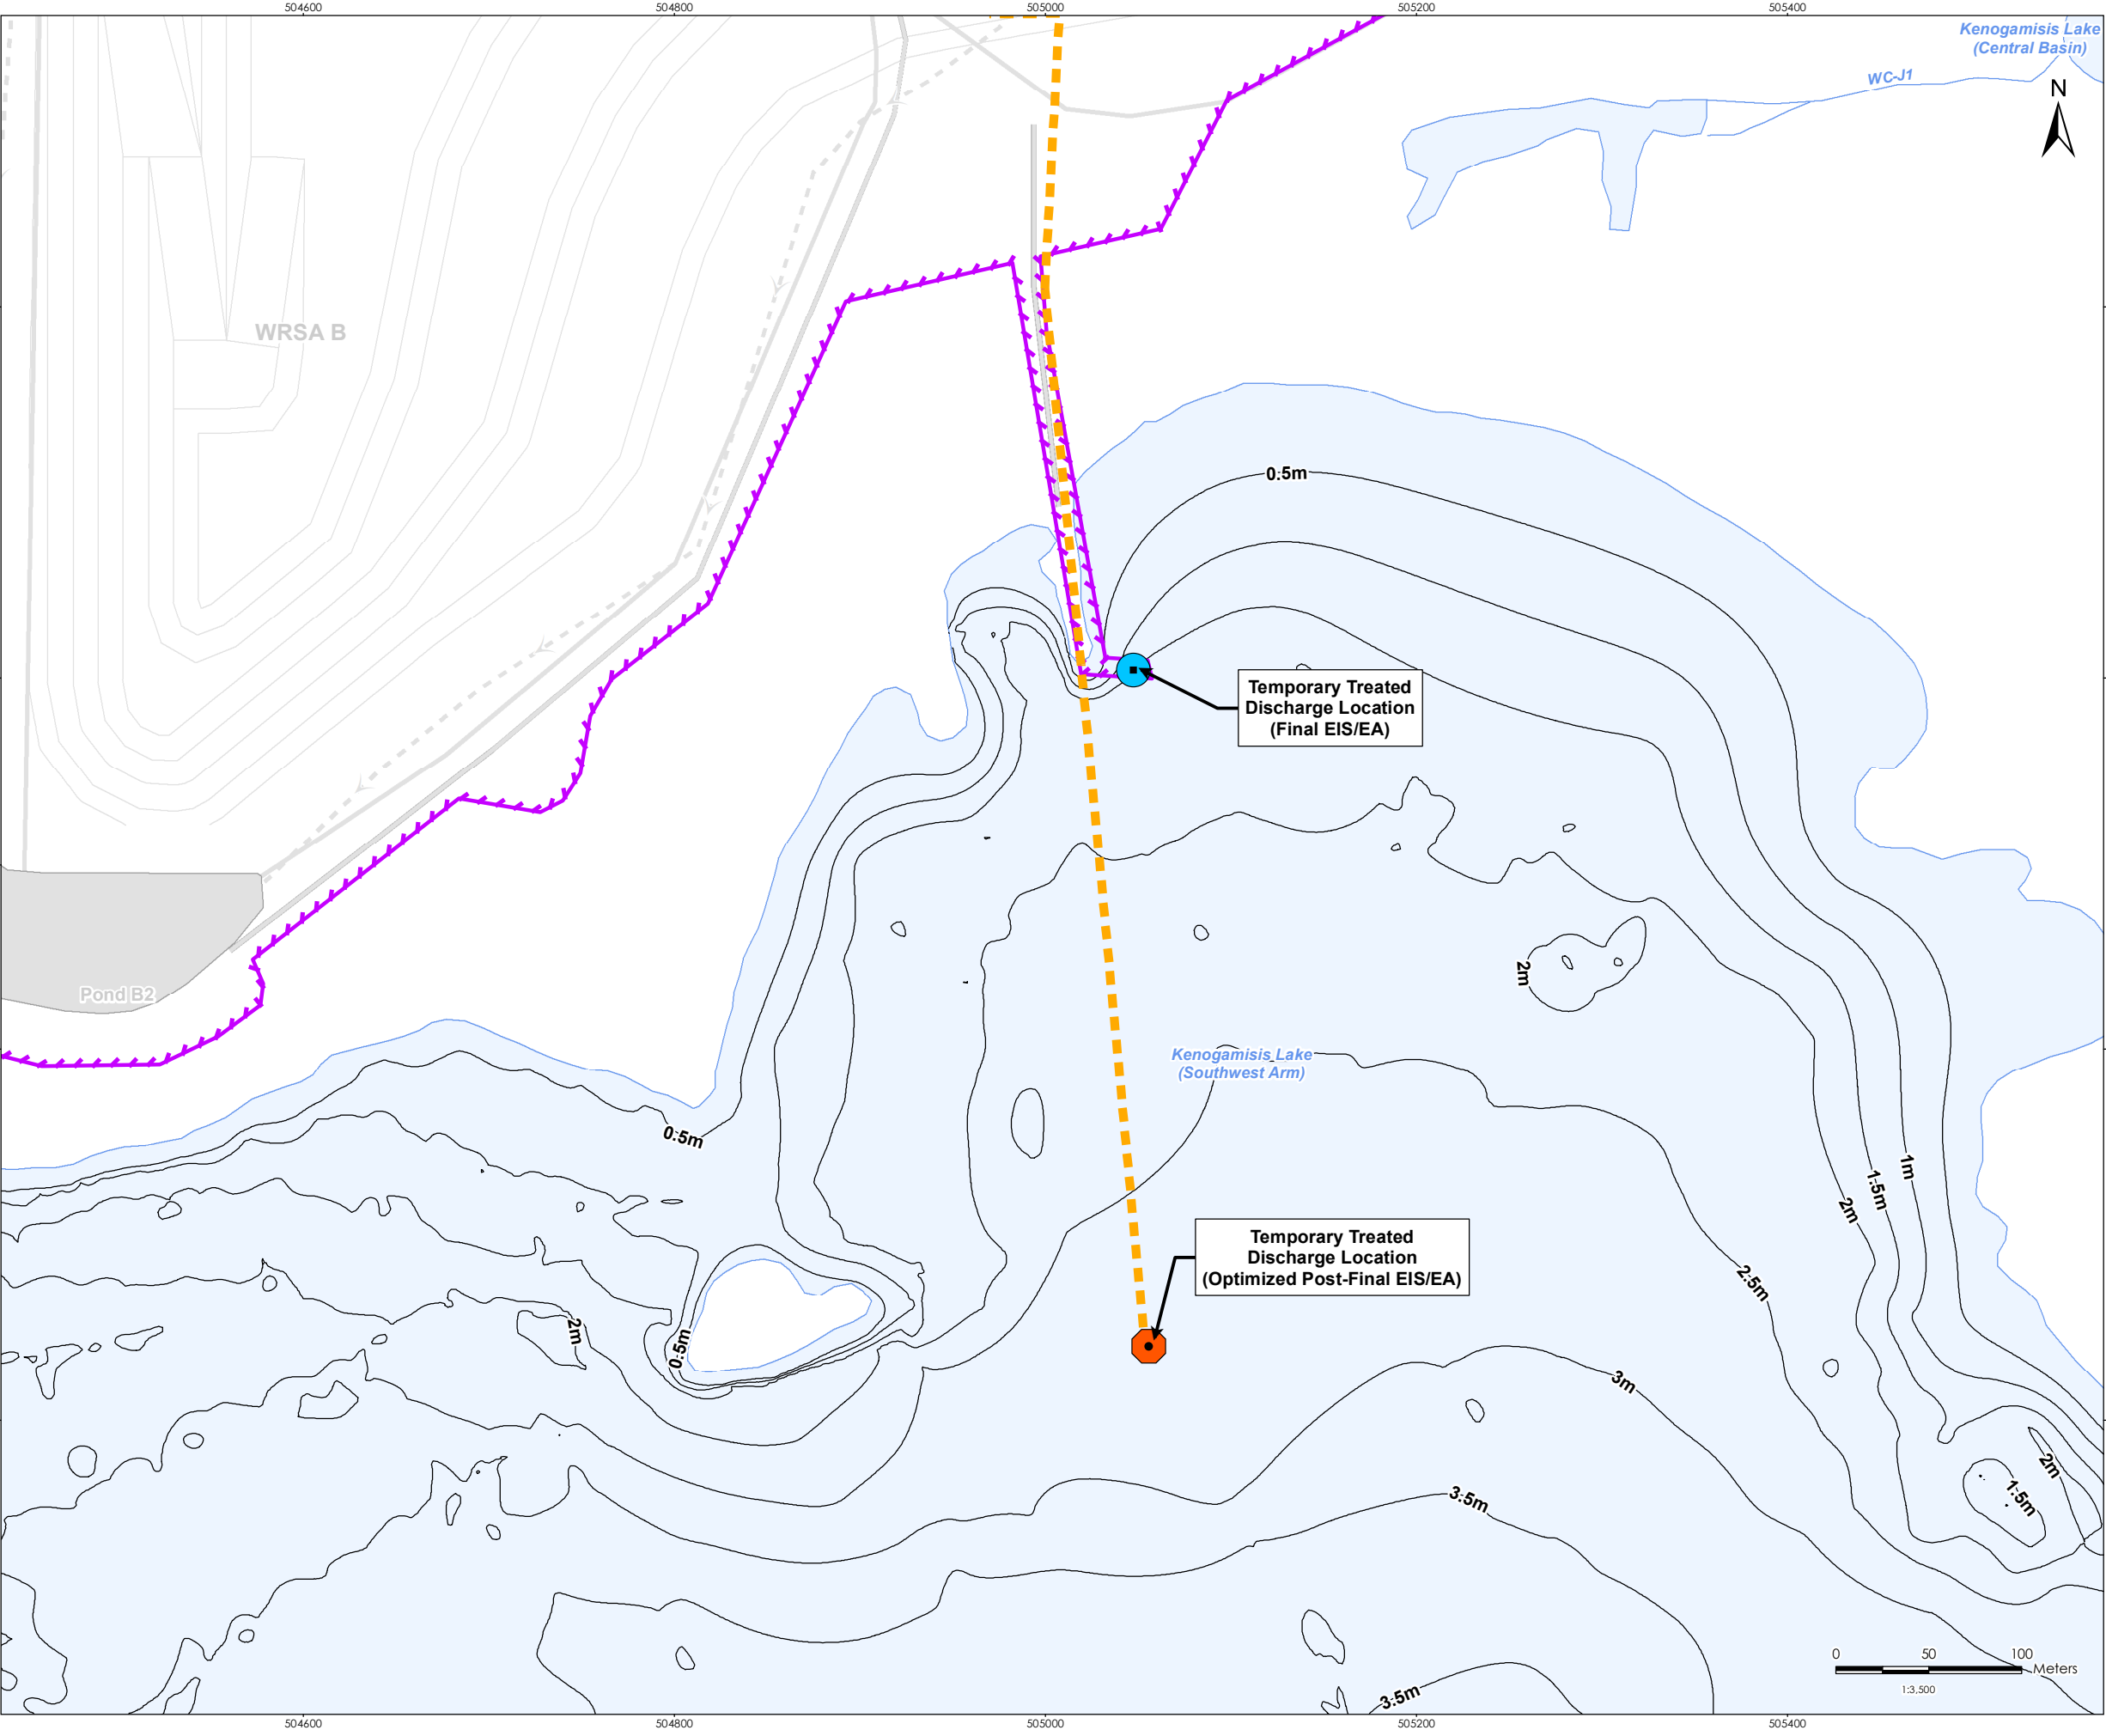 504600
504800
505000
505200
505400
Kenogamisis Lake
(Central Basin)
WC-J1
N
WRSA B
0.5m
Temporary Treated
Discharge Location
(Final EIS/EA)
2m
Pond B2
Kenogamisis Lake
(Southwest Arm)
0.5m
1m
1.5m
2m
Temporary Treated
Discharge Location
(Optimized Post-Final EIS/EA)
2.5m
2m
0.5m
3m
2m
1.5m
3.5m
0 50 100
Meters
1:3,500
3.5m
504600
504800
505000
505200
505400